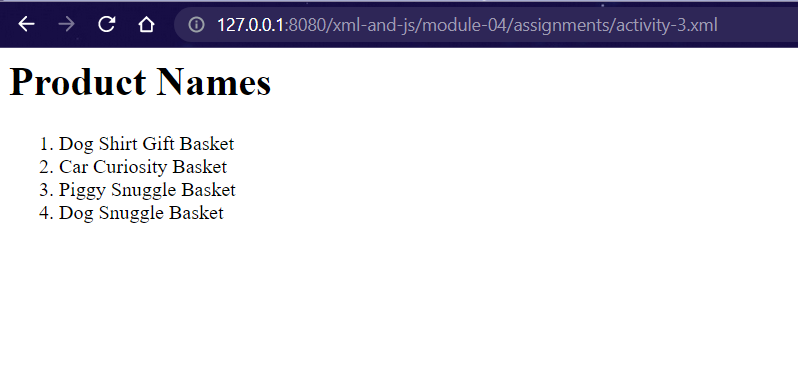 127.0.0.1:8080/xml-and-js/module-04/assignments/activity-3.xml
Product Names
1. Dog Shirt Gift Basket
2. Car Curiosity Basket
3. Piggy Snuggle Basket
4. Dog Snuggle Basket